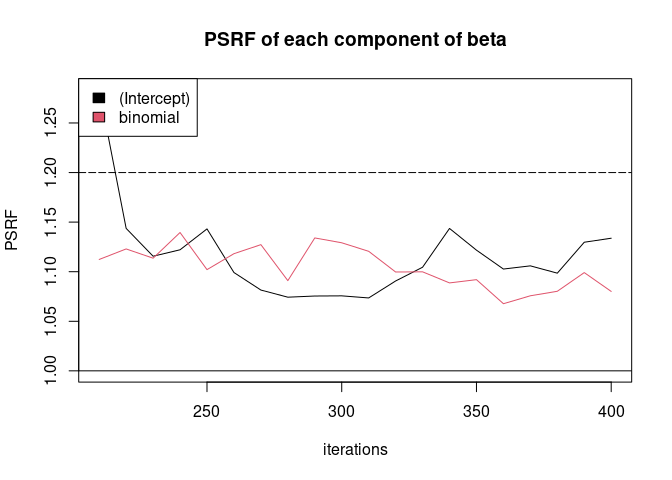 PSRF of each component of beta
(Intercept)
binomial
PSRF
1.25
1.20
1.15
1.10
1.05
1.00
250 300 350 400
iterations